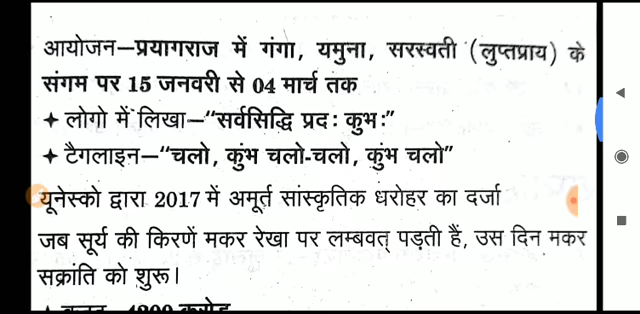 आयोजन–प्रयागराज में गंगा, यमुना, सरस्वती (लुप्तप्राय) के
संगम पर 15 जनवरी से 04 मार्च तक
✦ लोगो में लिखा–“सर्वसिद्धि प्रदः कुभः”
✦ टैगलाइन–“चलो, कुंभ चलो-चलो, कुंभ चलो”
यूनेस्को द्वारा 2017 में अमूर्त सांस्कृतिक धरोहर का दर्जा
जब सूर्य की किरणें मकर रेखा पर लम्बवत् पड़ती हैं, उस दिन मकर
सक्रांति को शुरू।